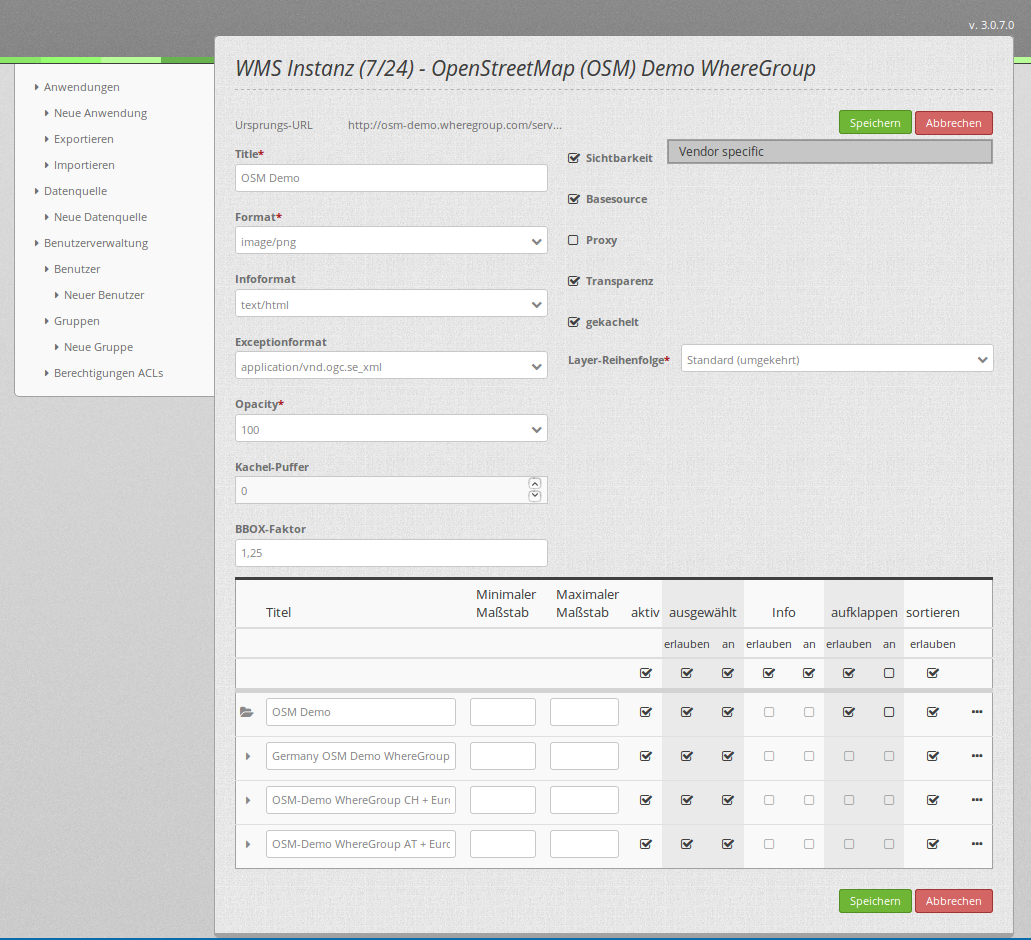 v. 3.0.7.0
WMS Instanz (7/24) - OpenStreetMap (OSM) Demo WhereGroup
Anwendungen
Neue Anwendung
Exportieren
Importieren
Datenquelle
Neue Datenquelle
Benutzerverwaltung
Benutzer
Neuer Benutzer
Gruppen
Neue Gruppe
Berechtigungen ACLs
Ursprungs-URL http://osm-demo.wheregroup.com/serv...
Speichern Abbrechen
Title*
OSM Demo
Format*
image/png
Infoformat
text/html
Exceptionformat
application/vnd.ogc.se_xml
Opacity*
100
Kachel-Puffer
0
BBOX-Faktor
1,25
Sichtbarkeit
Basesource
Proxy
Transparenz
gekachelt
Layer-Reihenfolge* Standard (umgekehrt)
Vendor specific
Titel Minimaler Maßstab Maximaler Maßstab aktiv ausgewählt Info aufklappen sortieren
erlauben an erlauben an erlauben an erlauben
OSM Demo
Germany OSM Demo WhereGroup
OSM-Demo WhereGroup CH + Eur
OSM-Demo WhereGroup AT + Eur
Speichern Abbrechen